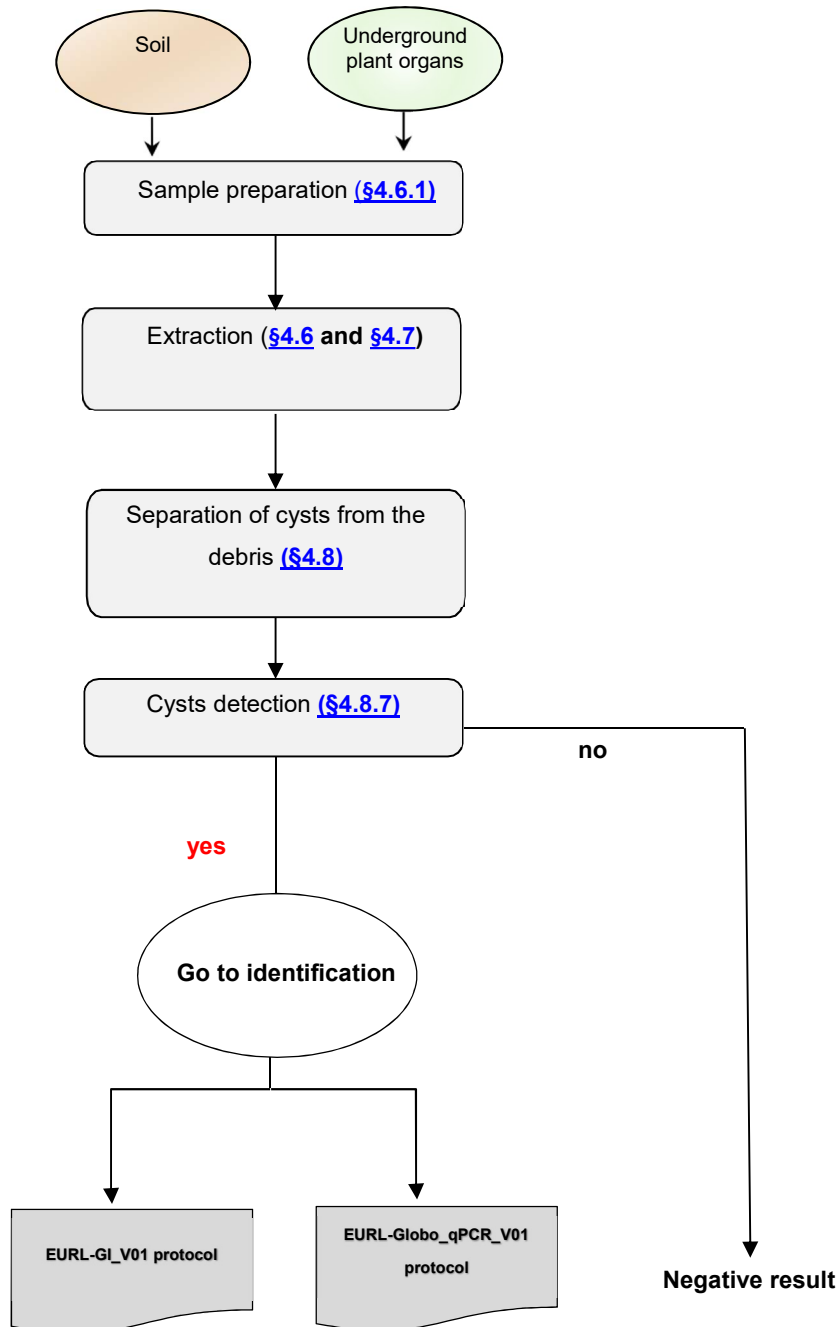 Soil
Underground
plant organs
Sample preparation (§4.6.1)
Extraction (§4.6 and §4.7)
Separation of cysts from the
debris (§4.8)
Cysts detection (§4.8.7)
no
yes
Go to identification
EURL-GI_V01 protocol
EURL-Globo_qPCR_V01
protocol
Negative result